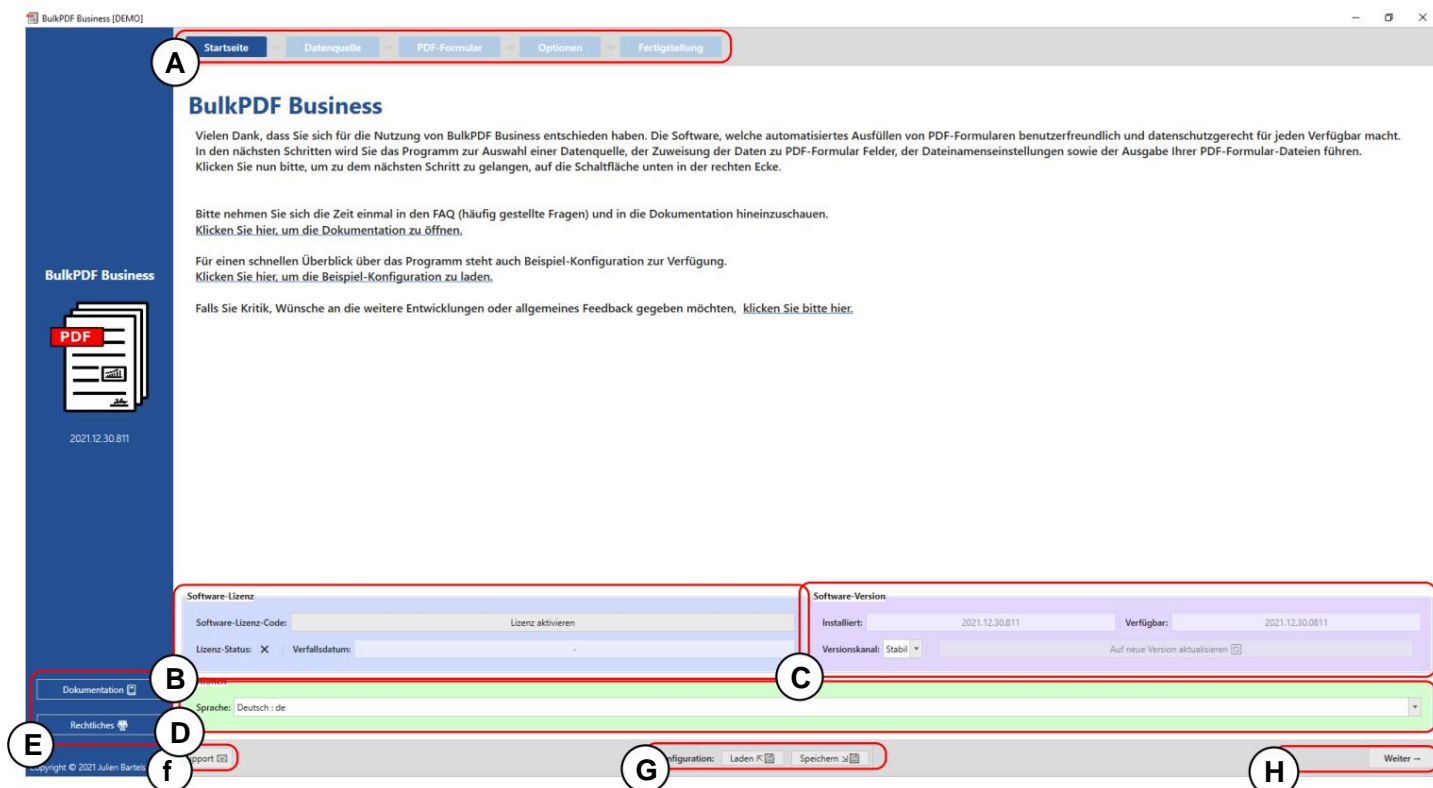 BulkPDF Business [DEMO]
A
Startseite Datenquelle PDF-Formular Optionen Fertigstellung
BulkPDF Business
Vielen Dank, dass Sie sich für die Nutzung von BulkPDF Business entschieden haben. Die Software, welche automatisiertes Ausfüllen von PDF-Formularen benutzerfreundlich und datenschutzgerecht für jeden Verfügbar macht.
In den nächsten Schritten wird Sie das Programm zur Auswahl einer Datenquelle, der Zuweisung der Daten zu PDF-Formular Felder, der Dateinamenseinstellungen sowie der Ausgabe Ihrer PDF-Formular-Dateien führen.
Klicken Sie nun bitte, um zu dem nächsten Schritt zu gelangen, auf die Schaltfläche unten in der rechten Ecke.
Bitte nehmen Sie sich die Zeit einmal in den FAQ (häufig gestellte Fragen) und in die Dokumentation hineinzuschauen.
Klicken Sie hier, um die Dokumentation zu öffnen.
Für einen schnellen Überblick über das Programm steht auch Beispiel-Konfiguration zur Verfügung.
Klicken Sie hier, um die Beispiel-Konfiguration zu laden.
Falls Sie Kritik, Wünsche an die weitere Entwicklungen oder allgemeines Feedback gegeben möchten, klicken Sie bitte hier.
BulkPDF Business
PDF
2021.12.30.811
Software-Lizenz
Software-Lizenz-Code: Lizenz aktivieren
Lizenz-Status: Verfallsdatum: -
B
Software-Version
Installiert: 2021.12.30.811 Verfügbar: 2021.12.30.0811
Versionskanal: Stabil Auf neue Version aktualisieren
C
tionen
Sprache: Deutsch : de
D
Dokumentation
Rechtliches
E
Copyright © 2021 Julien Bartels
f
pport
G
nfiguration: Laden Speichern
H
Weiter